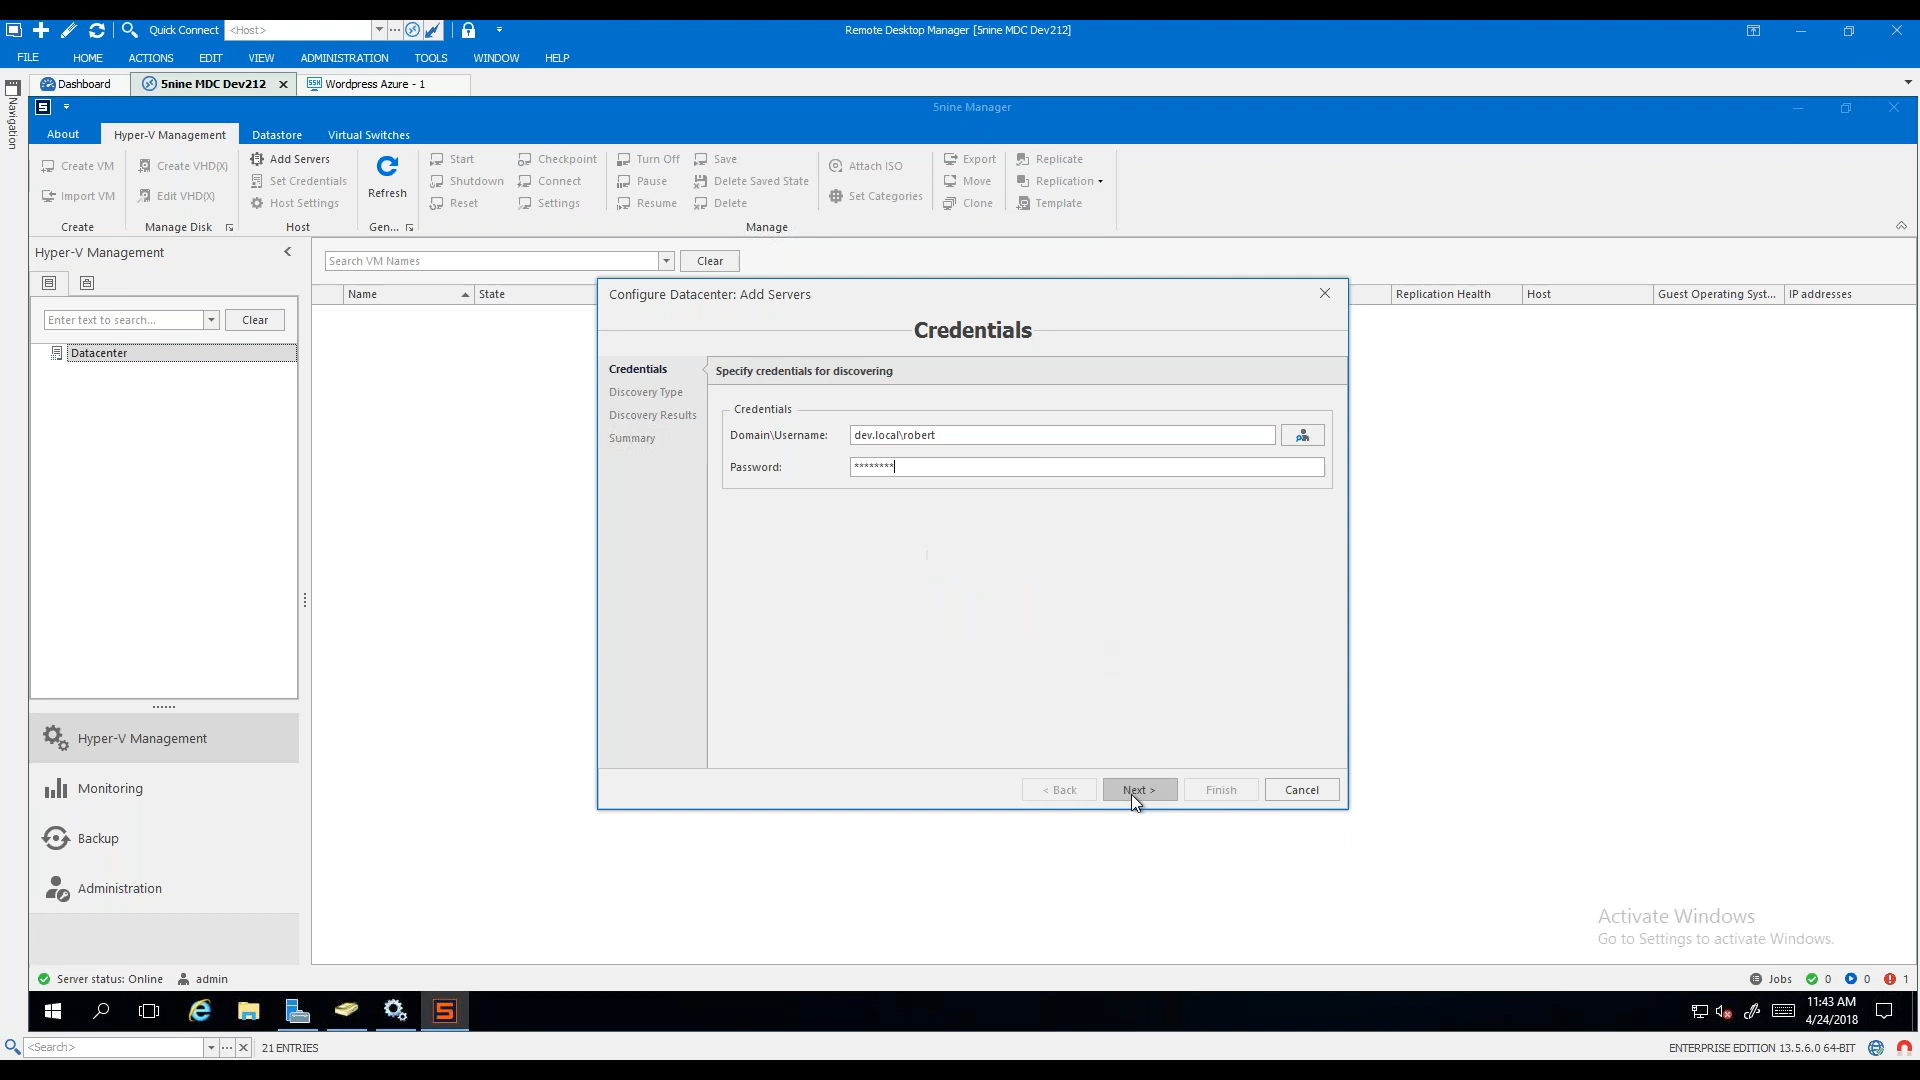 Quick Connect <Host> Remote Desktop Manager [5nine MDC Dev212]
FILE HOME ACTIONS EDIT VIEW ADMINISTRATION TOOLS WINDOW HELP
Dashboard 5nine MDC Dev212 SSH Wordpress Azure - 1
Navigation
5nine Manager
About Hyper-V Management Datastore Virtual Switches
Create VM Create VHD(X) Add Servers Start Checkpoint Turn Off Save Attach ISO Export Replicate
Set Credentials Refresh Shutdown Connect Pause Delete Saved State Move Replication
Import VM Edit VHD(X) Host Settings Reset Settings Resume Delete Set Categories Clone Template
Create Manage Disk Host Gen... Manage
Hyper-V Management
Search VM Names Clear
Name State Replication Health Host Guest Operating Syst... IP addresses
Enter text to search... Clear
Datacenter
Configure Datacenter: Add Servers
Credentials
Credentials
Discovery Type
Discovery Results
Summary
Specify credentials for discovering
Credentials
Domain\Username: dev.local\robert
Password: ********
< Back Next > Finish Cancel
Hyper-V Management
Monitoring
Backup
Administration
Activate Windows
Go to Settings to activate Windows.
Server status: Online admin Jobs 0 0 1
11:43 AM
4/24/2018
<Search> 21 ENTRIES ENTERPRISE EDITION 13.5.6.0 64-BIT